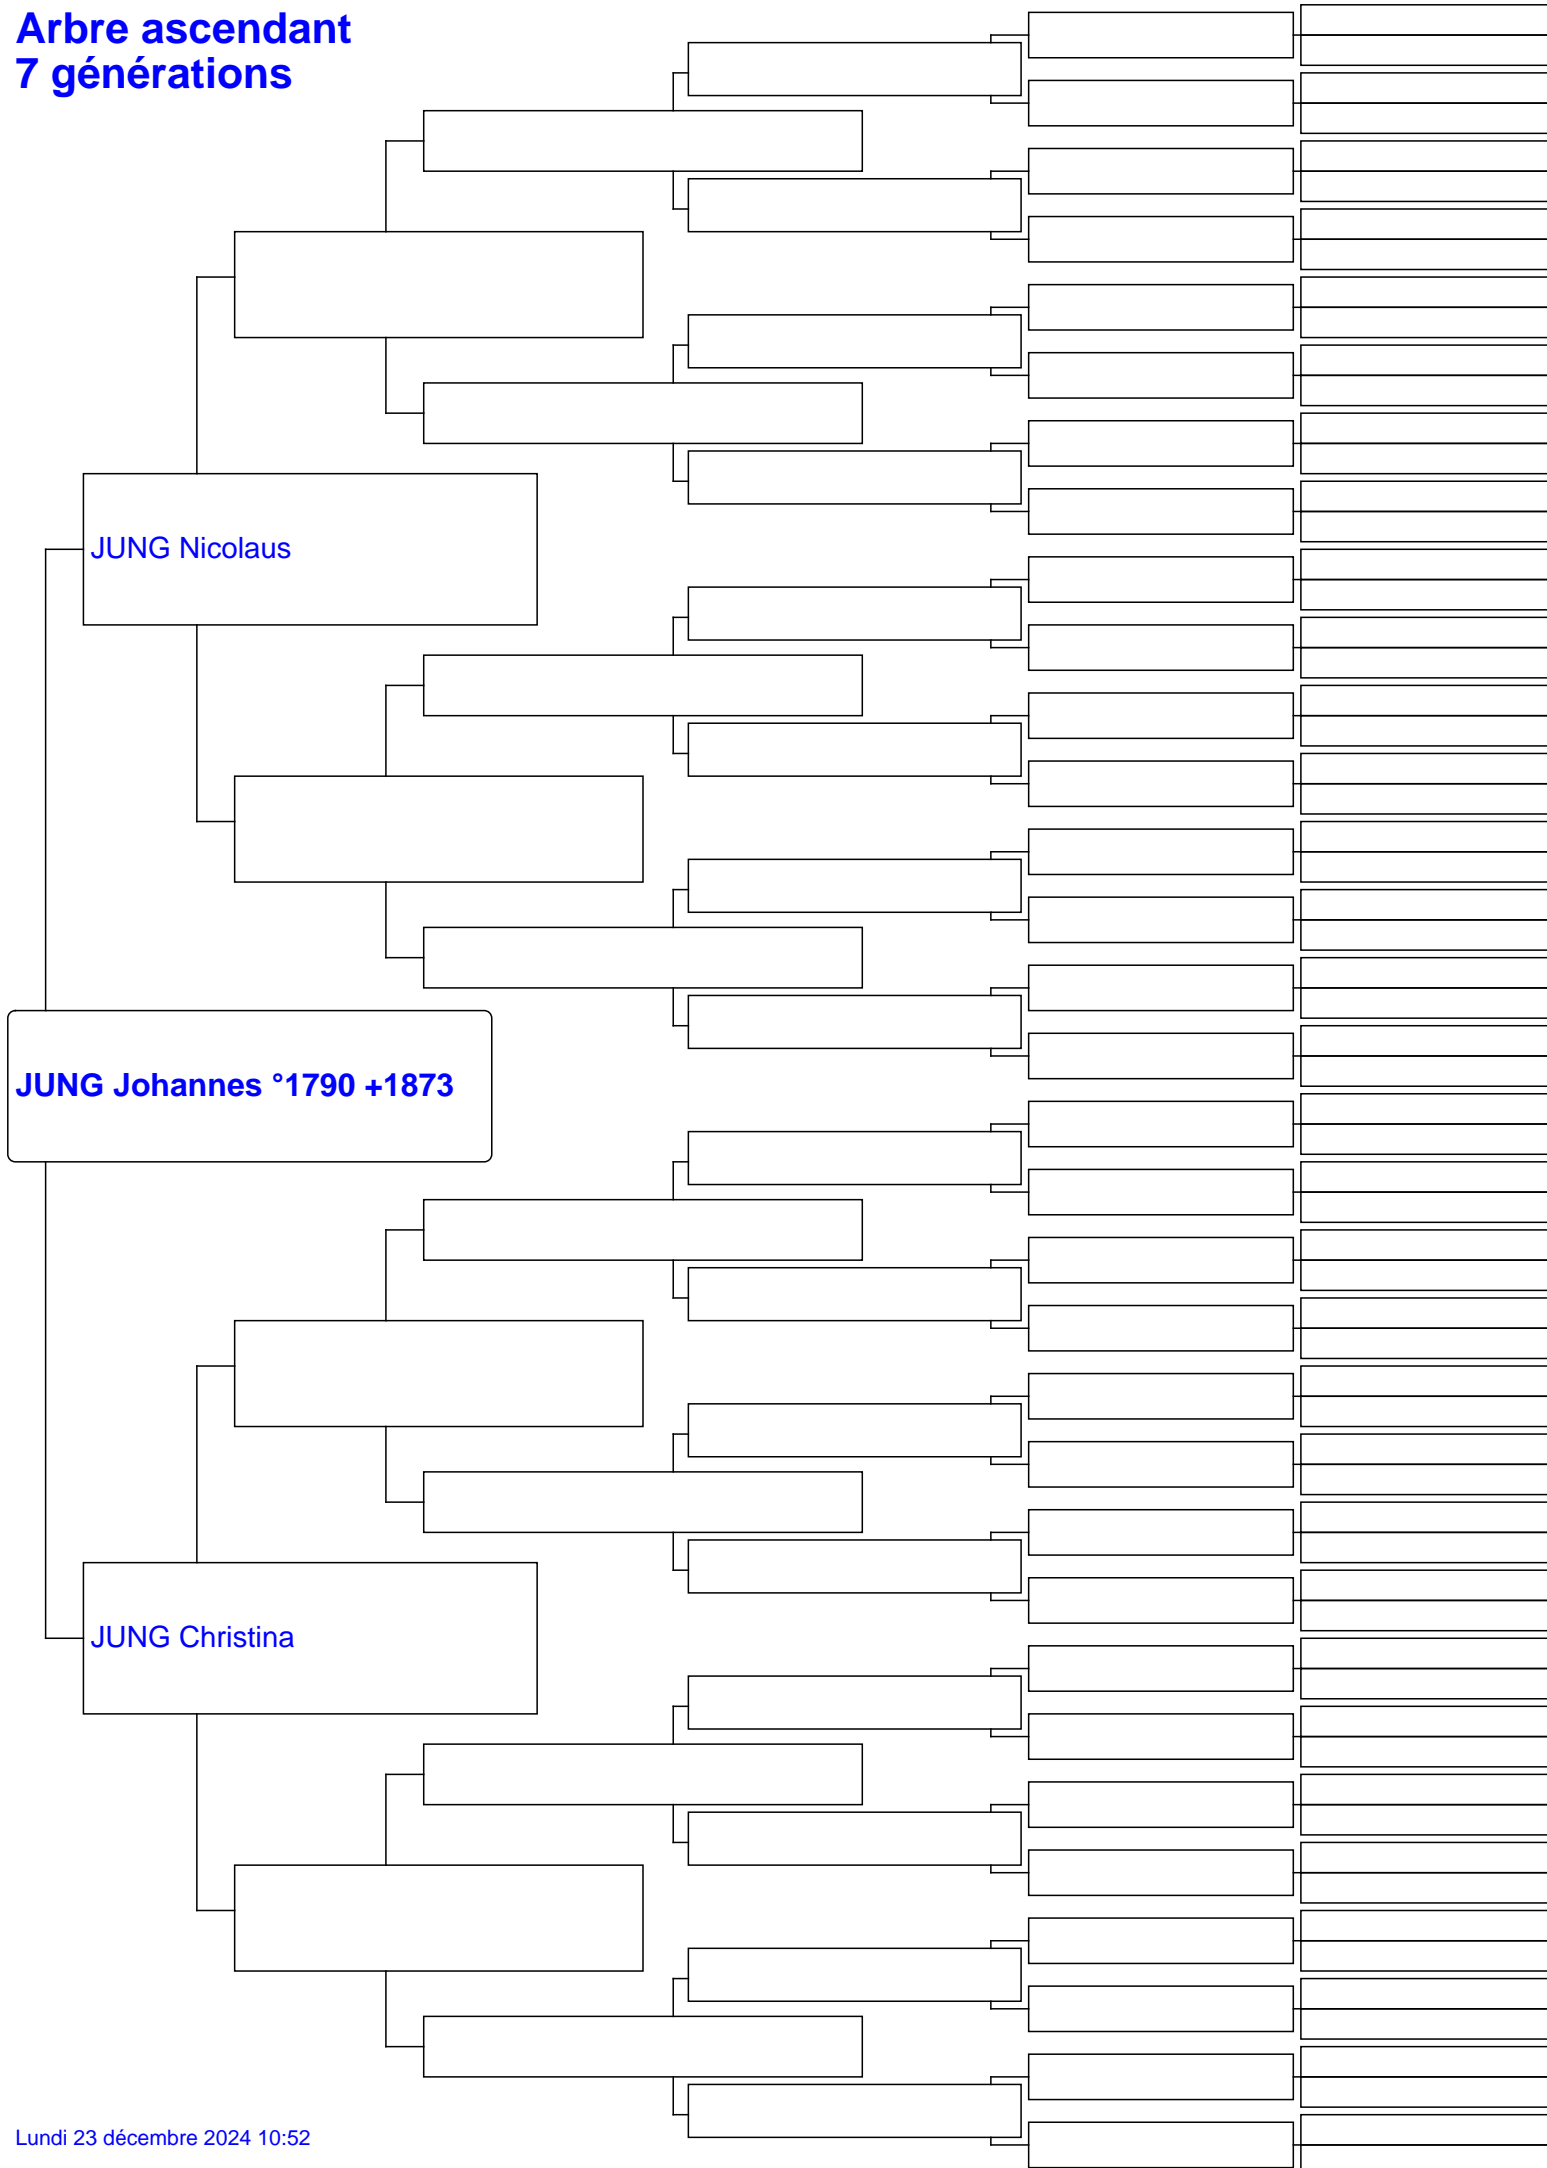 Arbre ascendant
7 générations
JUNG Nicolaus
JUNG Johannes °1790 +1873
JUNG Christina
Lundi 23 décembre 2024 10:52